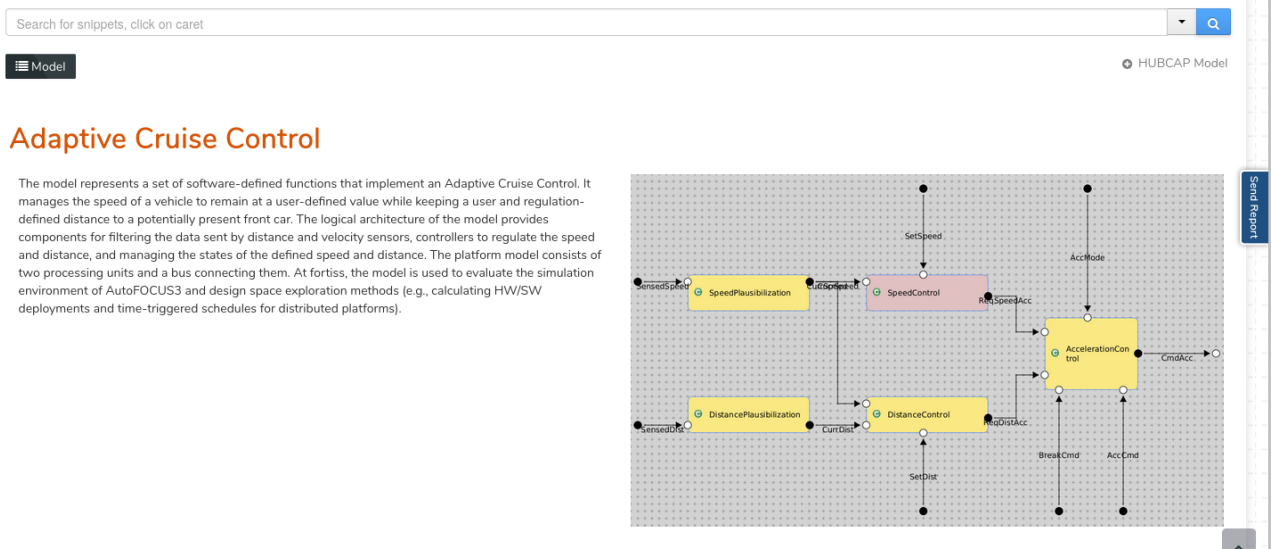 Search for snippets, click on caret
Model
HUBCAP Model
Adaptive Cruise Control
The model represents a set of software-defined functions that implement an Adaptive Cruise Control. It
manages the speed of a vehicle to remain at a user-defined value while keeping a user and regulation-
defined distance to a potentially present front car. The logical architecture of the model provides
components for filtering the data sent by distance and velocity sensors, controllers to regulate the speed
and distance, and managing the states of the defined speed and distance. The platform model consists of
two processing units and a bus connecting them. At fortiss, the model is used to evaluate the simulation
environment of AutoFOCUS3 and design space exploration methods (e.g., calculating HW/SW
deployments and time-triggered schedules for distributed platforms).
Send Report
SetSpeed
AccMode
SensedSpeed
SpeedPlausibilization
SpeedControl
ReqSpeedAcc
AccelerationCon
trol
CmdAcc
SensedDist
DistancePlausibilization
CurrDist
DistanceControl
ReqDistAcc
BreakCmd
AccCmd
SetDist